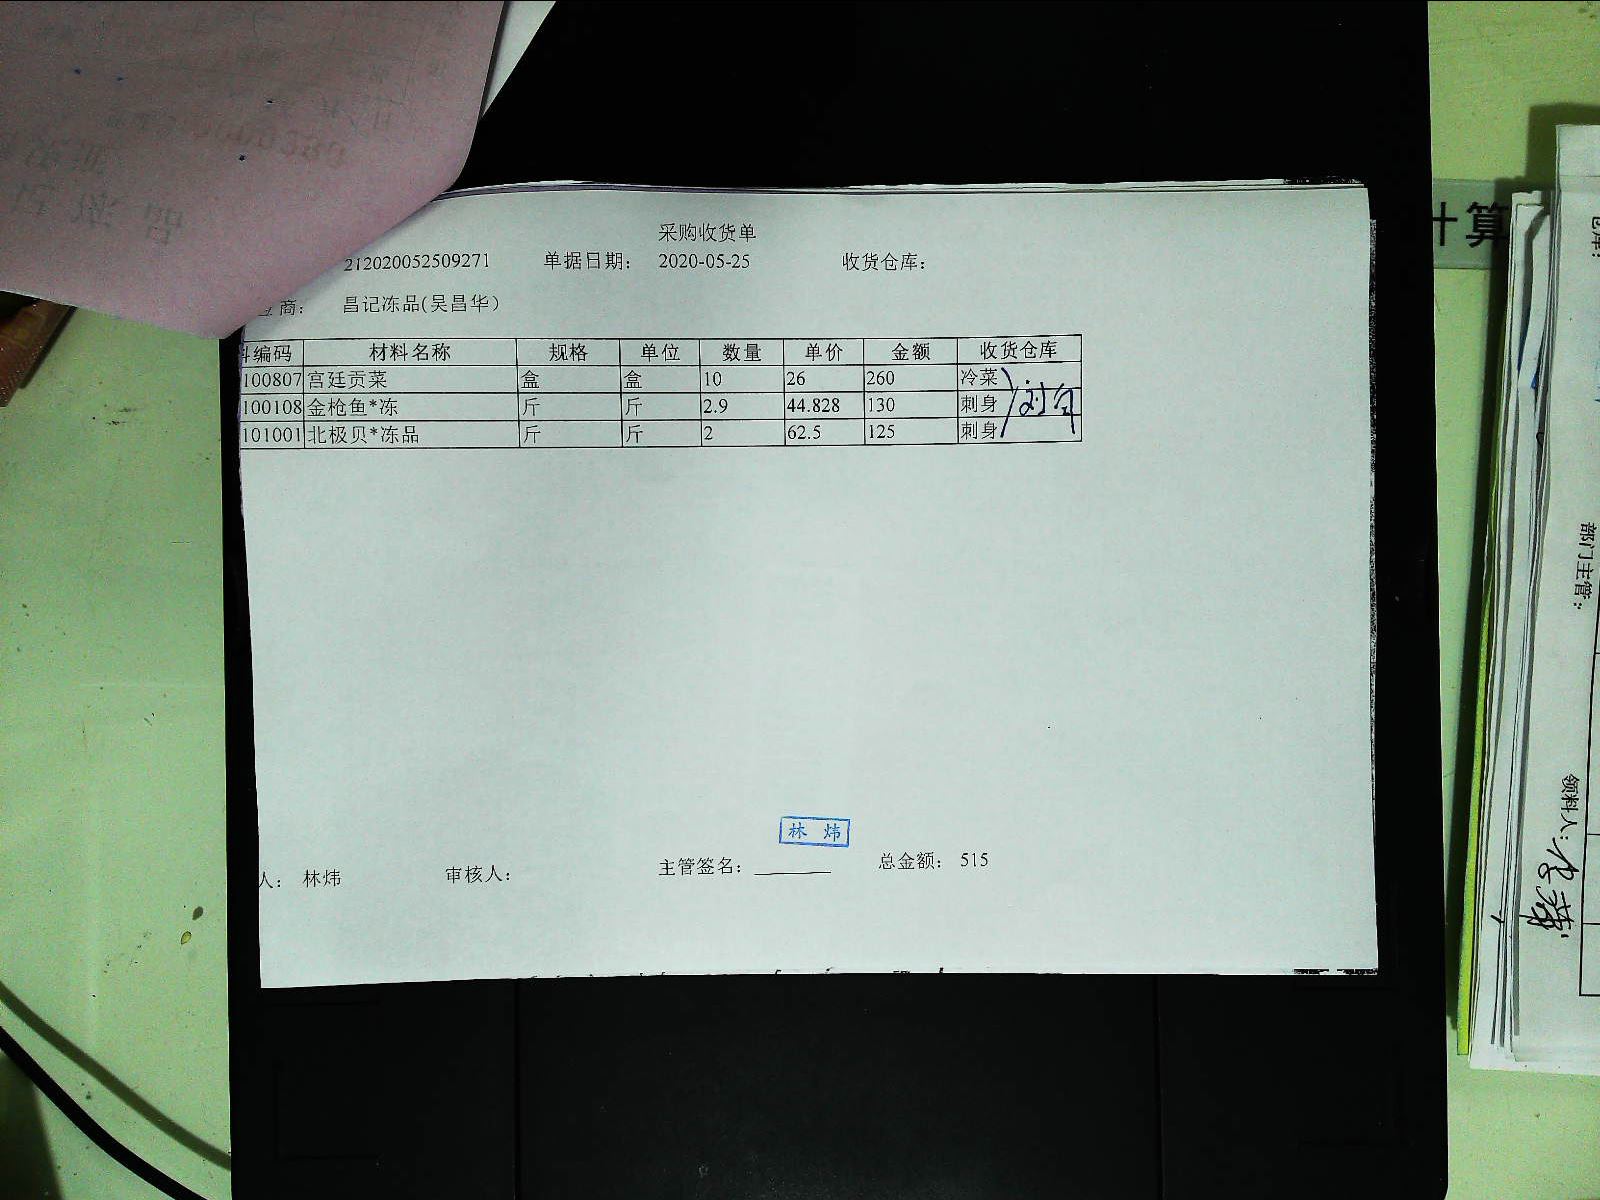 采购收货单
212020052509271 单据日期： 2020-05-25 收货仓库：
商： 昌记冻品(吴昌华)
编码 材料名称 规格 单位 数量 单价 金额 收货仓库
100807 宫廷贡菜 盒 盒 10 26 260 冷菜
100108 金枪鱼*冻 斤 斤 2.9 44.828 130 刺身
101001 北极贝*冻品 斤 斤 2 62.5 125 刺身
林 炜
人： 林炜 审核人： 主管签名： 总金额： 515
计算
部门主管：
领料人：